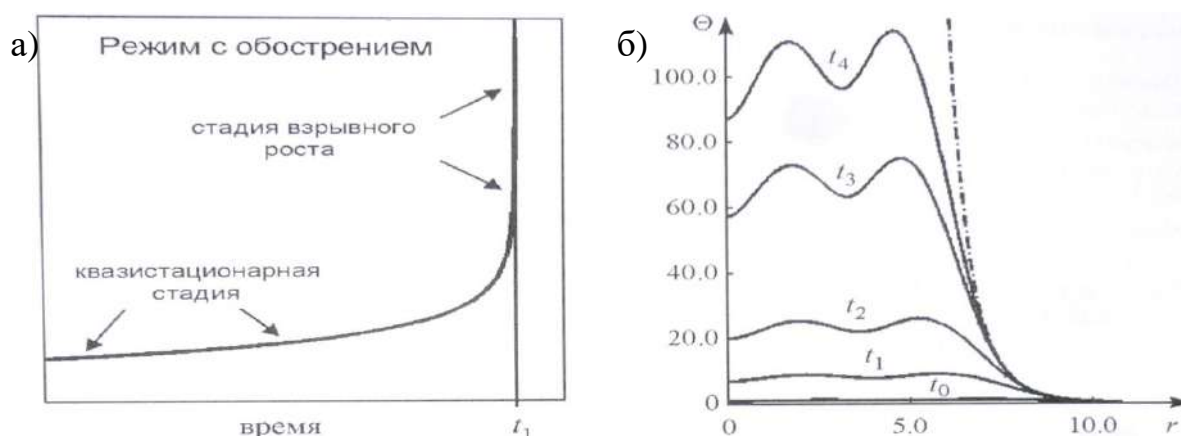 а)
Режим с обострением
стадия взрывного
роста
квазистационарная
стадия
время
t₁
б)
Θ
100.0
80.0
60.0
40.0
20.0
0
t₄
t₃
t₂
t₁
t₀
0
5.0
10.0
r